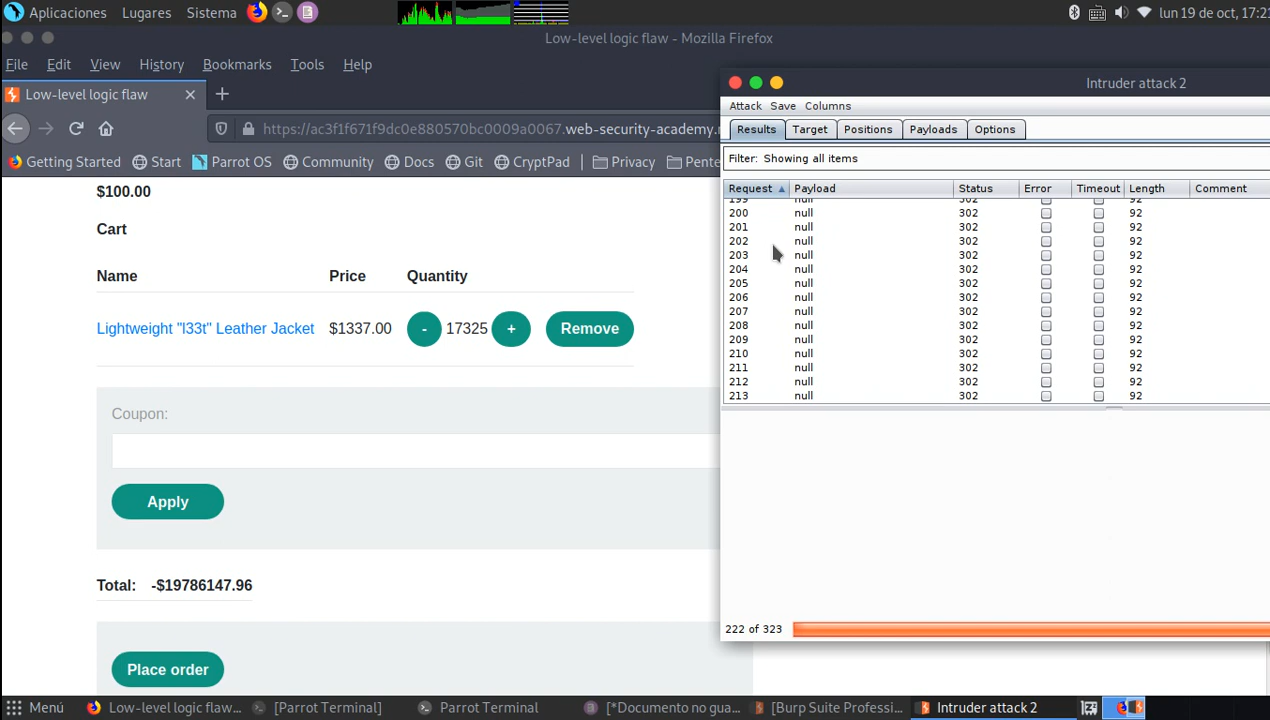 Aplicaciones Lugares Sistema lun 19 de oct, 17:21
Low-level logic flaw - Mozilla Firefox
File Edit View History Bookmarks Tools Help
Low-level logic flaw
https://ac3f1f671f9dc0e880570bc0009a0067.web-security-academy.n
Getting Started Start Parrot OS Community Docs Git CryptPad Privacy Pente
$100.00
Cart
Name Price Quantity
Lightweight "l33t" Leather Jacket $1337.00 - 17325 + Remove
Coupon:
Apply
Total: -$19786147.96
Place order
Intruder attack 2
Attack Save Columns
Results Target Positions Payloads Options
Filter: Showing all items
Request Payload Status Error Timeout Length Comment
199 null 302 92
200 null 302 92
201 null 302 92
202 null 302 92
203 null 302 92
204 null 302 92
205 null 302 92
206 null 302 92
207 null 302 92
208 null 302 92
209 null 302 92
210 null 302 92
211 null 302 92
212 null 302 92
213 null 302 92
222 of 323
Menú Low-level logic flaw... [Parrot Terminal] Parrot Terminal [*Documento no gua... [Burp Suite Professi... Intruder attack 2